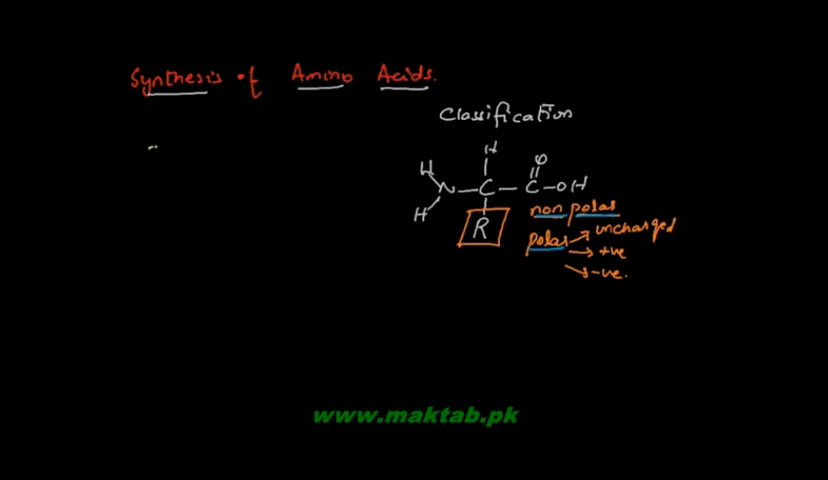 Synthesis of Amino Acids.
Classification
H
H O
N — C — C — OH
H
R
non polar
polar → uncharged
→ +ve
→ -ve.
www.maktab.pk